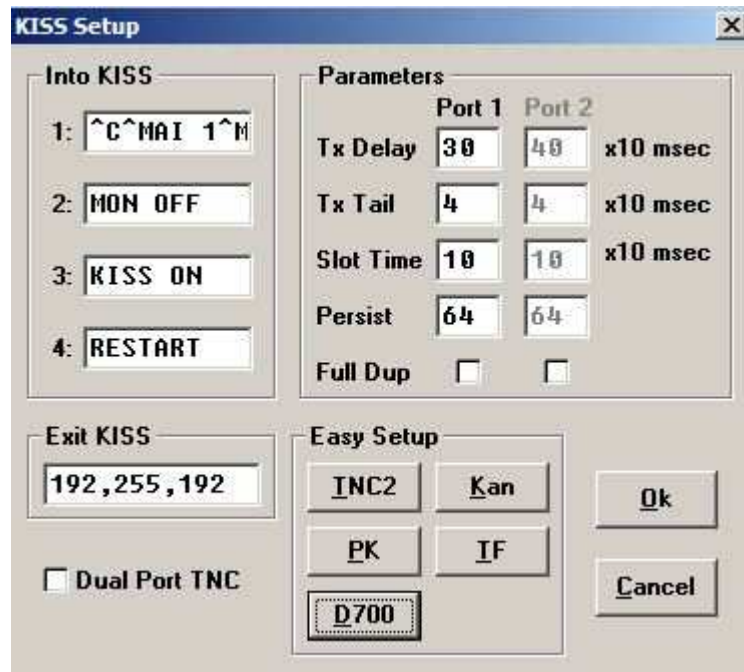 KISS Setup
Into KISS
1: ^C^MAI 1^M
2: MON OFF
3: KISS ON
4: RESTART
Parameters
Port 1 Port 2
Tx Delay 30 40 x10 msec
Tx Tail 4 4 x10 msec
Slot Time 10 10 x10 msec
Persist 64 64
Full Dup
Exit KISS
192,255,192
Dual Port TNC
Easy Setup
TNC2 Kan
PK TF
D700
Ok
Cancel